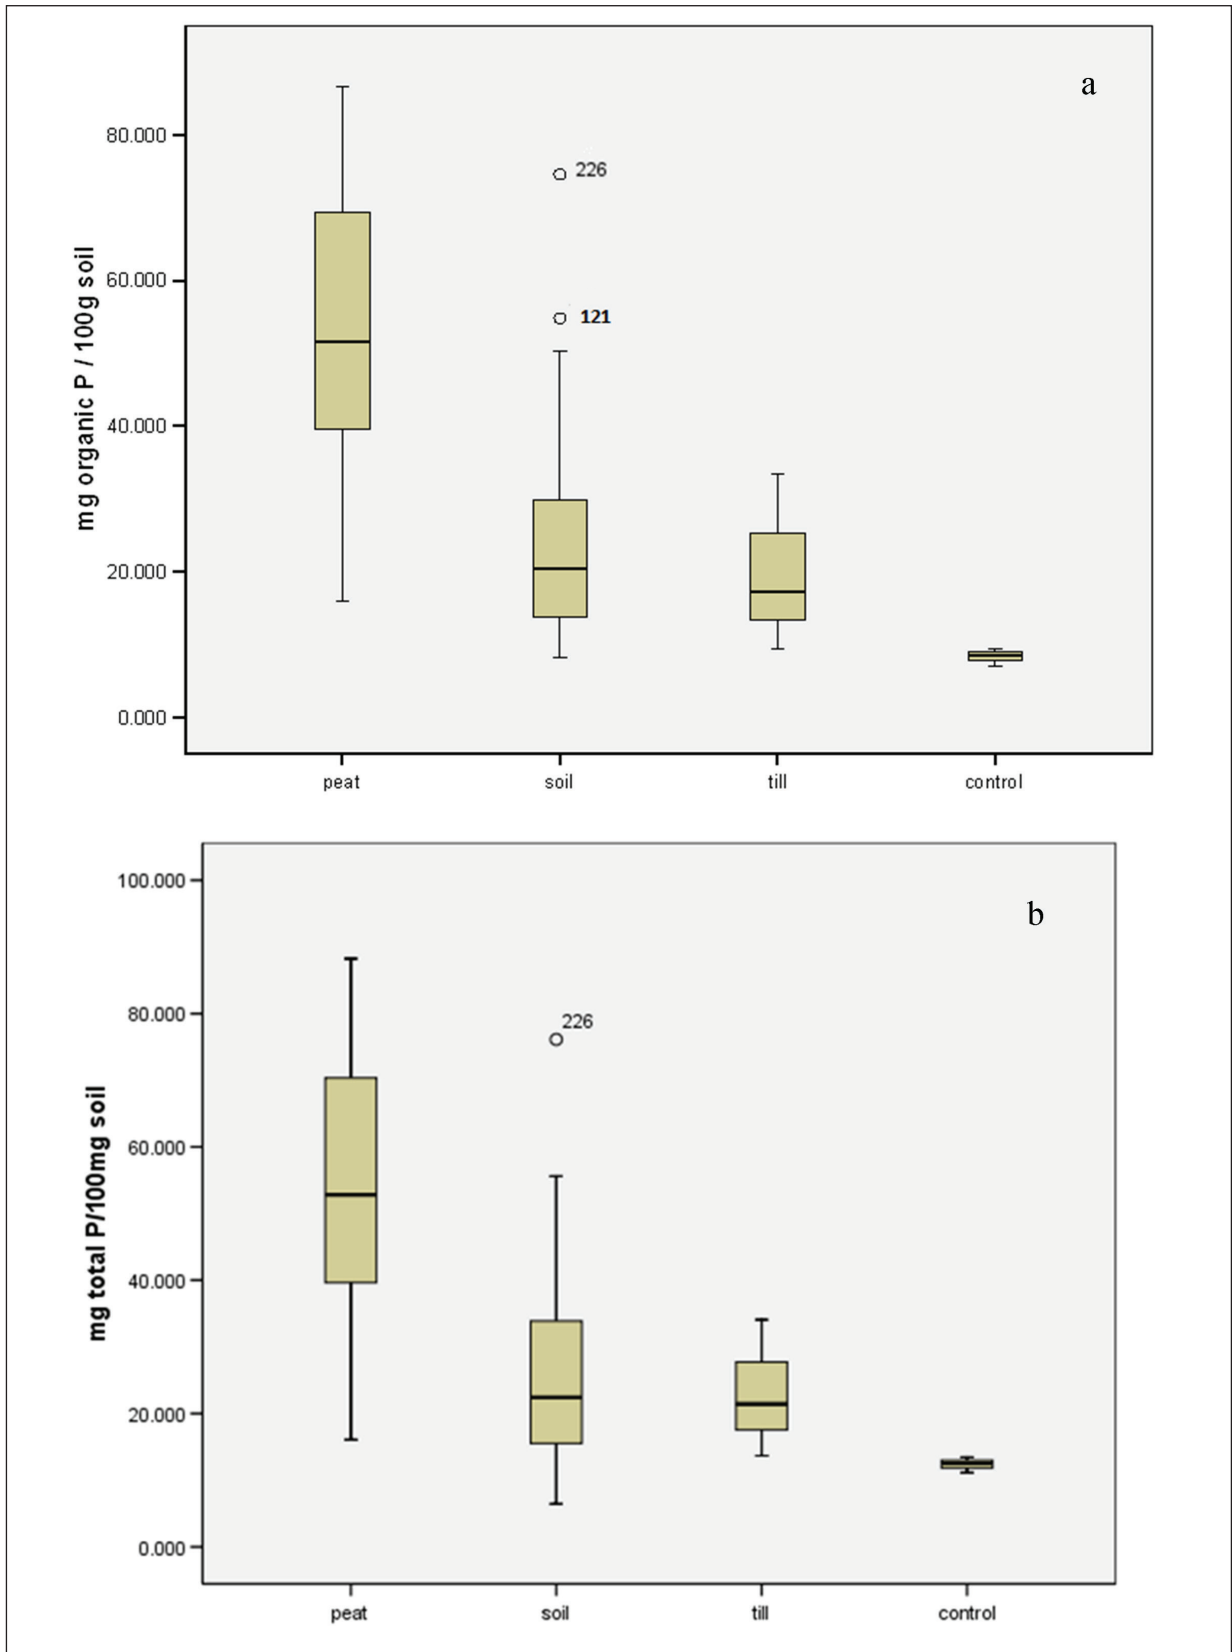 a
80.000
226
60.000
121
40.000
20.000
0.000
mg organic P / 100g soil
peat soil till control
100.000
b
80.000
226
60.000
40.000
20.000
0.000
mg total P/100mg soil
peat soil till control